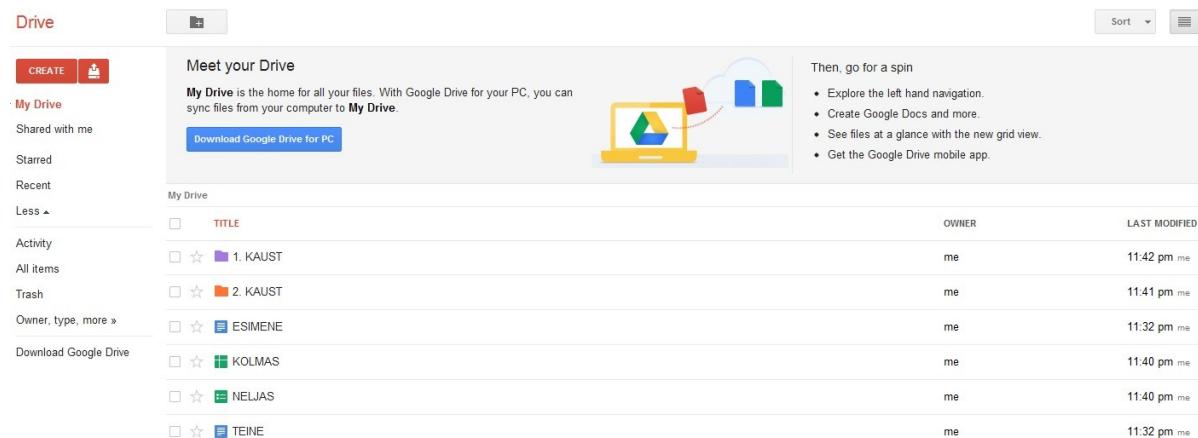 Drive
Sort
CREATE
My Drive
Shared with me
Starred
Recent
Less
Activity
All items
Trash
Owner, type, more »
Download Google Drive
Meet your Drive
My Drive is the home for all your files. With Google Drive for your PC, you can
sync files from your computer to My Drive.
Download Google Drive for PC
Then, go for a spin
• Explore the left hand navigation.
• Create Google Docs and more.
• See files at a glance with the new grid view.
• Get the Google Drive mobile app.
My Drive
TITLE OWNER LAST MODIFIED
1. KAUST me 11:42 pm me
2. KAUST me 11:41 pm me
ESIMENE me 11:32 pm me
KOLMAS me 11:40 pm me
NELJAS me 11:40 pm me
TEINE me 11:32 pm me